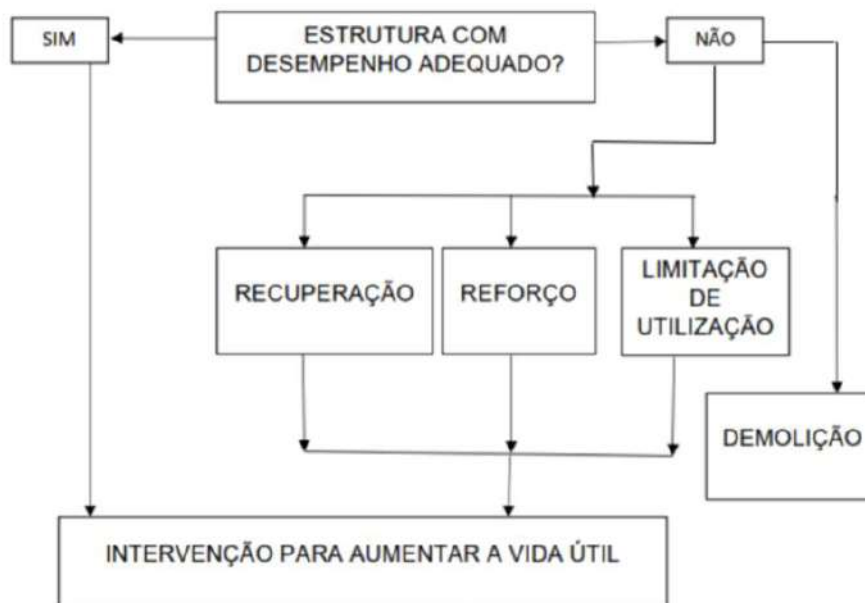 SIM
ESTRUTURA COM
DESEMPENHO ADEQUADO?
NÃO
RECUPERAÇÃO
REFORÇO
LIMITAÇÃO
DE
UTILIZAÇÃO
DEMOLIÇÃO
INTERVENÇÃO PARA AUMENTAR A VIDA ÚTIL